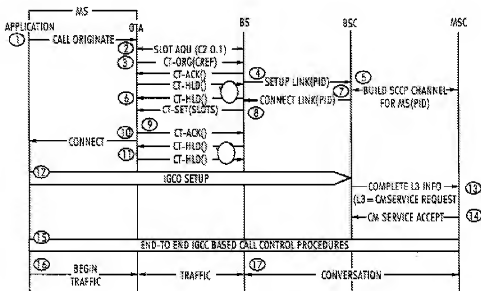 MS
APPLICATION OTA BS BSC MSC
1 CALL ORIGINATE
2 SLOT AQU (C2 0.1)
3 CT-ORG(CREF)
CT-ACK() 4 SETUP LINK(PID) 5
CT-HLD() 7 BUILD SCCP CHANNEL
6 CT-HLD() CONNECT LINK(PID) FOR MS(PID)
CT-SET(SLOTS) 8
9
10 CT-ACK()
CONNECT
CT-HLD()
11 CT-HLD()
12 IGCO SETUP
COMPLETE L3 INFO 13
(L3 = CMSERVICE REQUEST
CM SERVICE ACCEPT 14
15
END-TO END IGCC BASED CALL CONTROL PROCEDURES
16 BEGIN TRAFFIC 17 CONVERSATION
TRAFFIC